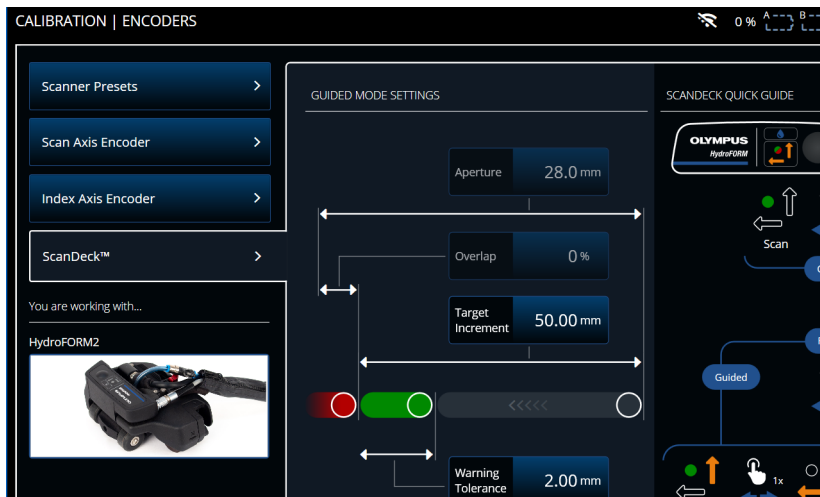 CALIBRATION | ENCODERS
0 %
A
B
Scanner Presets
Scan Axis Encoder
Index Axis Encoder
ScanDeck™
You are working with...
HydroFORM2
GUIDED MODE SETTINGS
Aperture
28.0 mm
Overlap
0 %
Target
Increment
50.00 mm
Warning
Tolerance
2.00 mm
SCANDECK QUICK GUIDE
OLYMPUS
HydroFORM
Scan
Guided
1x